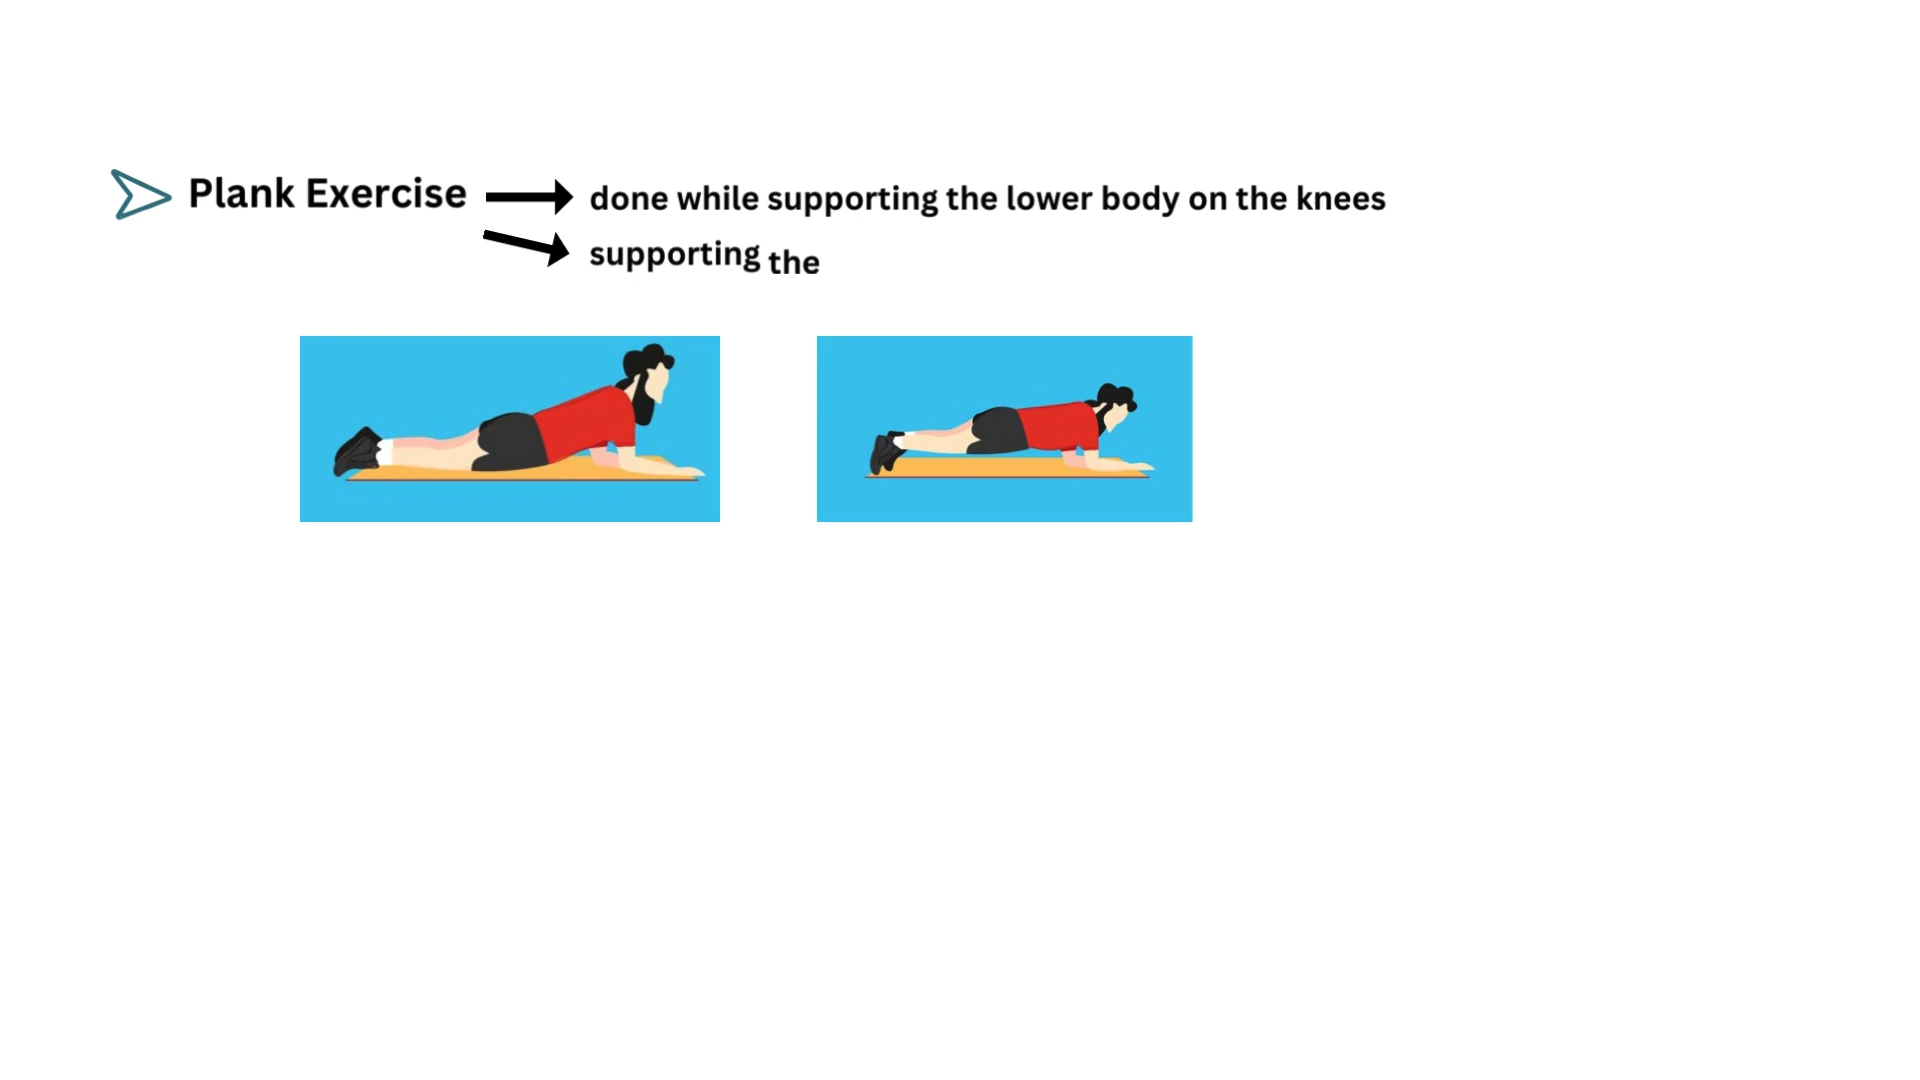 Plank Exercise done while supporting the lower body on the knees
supporting the